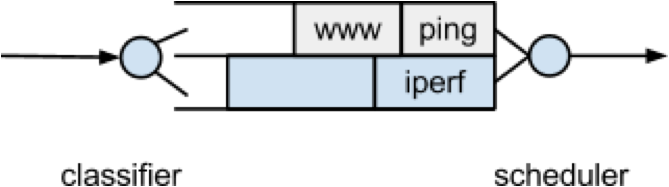 www ping
iperf
classifier scheduler